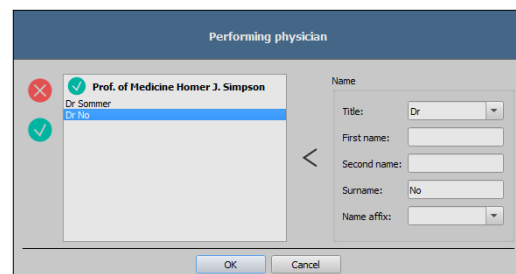 Performing physician
Prof. of Medicine Homer J. Simpson
Dr Sommer
Dr No
<
Name
Title: Dr
First name:
Second name:
Surname: No
Name affix:
OK Cancel